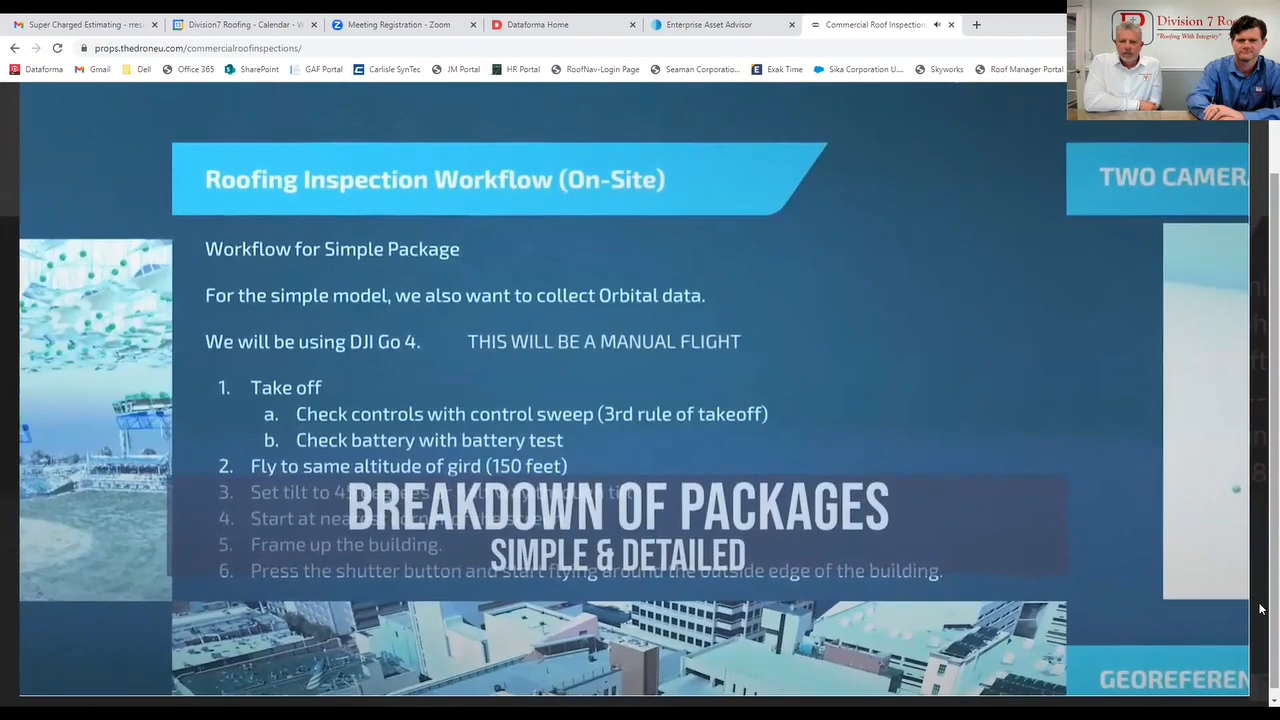 Super Charged Estimating - rres
Division7 Roofing - Calendar - W
Meeting Registration - Zoom
Dataforma Home
Enterprise Asset Advisor
Commercial Roof Inspection
props.thedroneu.com/commercialroofinspections/
Dataforma
Gmail
Dell
Office 365
SharePoint
GAF Portal
Carlisle SynTec
JM Portal
HR Portal
RoofNav-Login Page
Seaman Corporatio...
Exak Time
Sika Corporation U....
Skyworks
Roof Manager Portal
Division 7 Ro
"Roofing With Integrity"
Roofing Inspection Workflow (On-Site)
TWO CAMERA
Workflow for Simple Package
For the simple model, we also want to collect Orbital data.
We will be using DJI Go 4. THIS WILL BE A MANUAL FLIGHT
1. Take off
a. Check controls with control sweep (3rd rule of takeoff)
b. Check battery with battery test
2. Fly to same altitude of gird (150 feet)
3. Set tilt to
4. Start at
5. Frame up the building.
6. Press the shutter button and start flying around the outside edge of the building.
BREAKDOWN OF PACKAGES
SIMPLE & DETAILED
GEOREFEREN